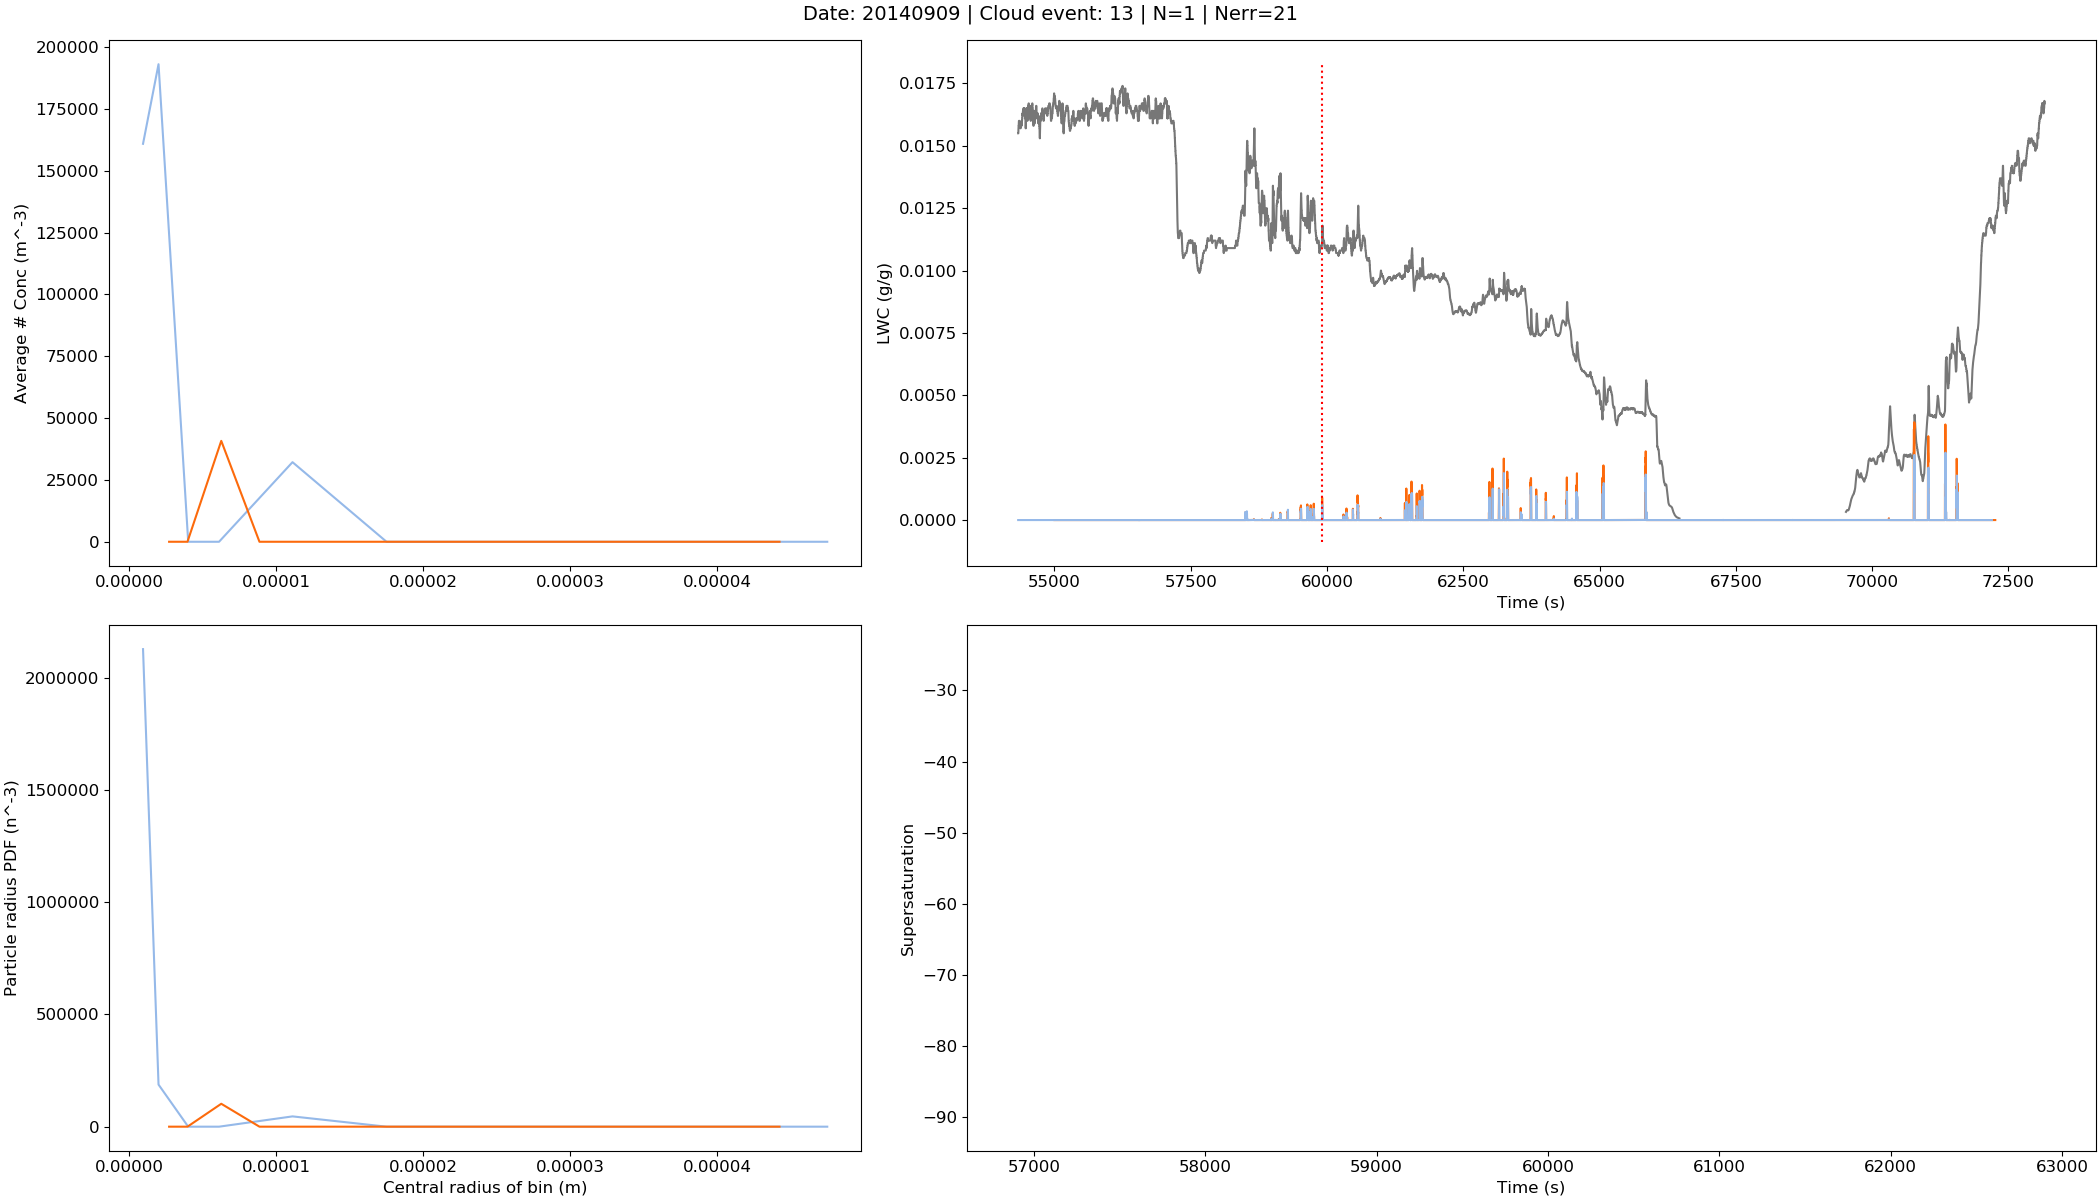 Date: 20140909 | Cloud event: 13 | N=1 | Nerr=21
Average # Conc (m^-3)
200000
175000
150000
125000
100000
75000
50000
25000
0
0.00000 0.00001 0.00002 0.00003 0.00004
LWC (g/g)
0.0175
0.0150
0.0125
0.0100
0.0075
0.0050
0.0025
0.0000
55000 57500 60000 62500 65000 67500 70000 72500
Time (s)
Particle radius PDF (n^-3)
2000000
1500000
1000000
500000
0
0.00000 0.00001 0.00002 0.00003 0.00004
Central radius of bin (m)
Supersaturation
−30
−40
−50
−60
−70
−80
−90
57000 58000 59000 60000 61000 62000 63000
Time (s)